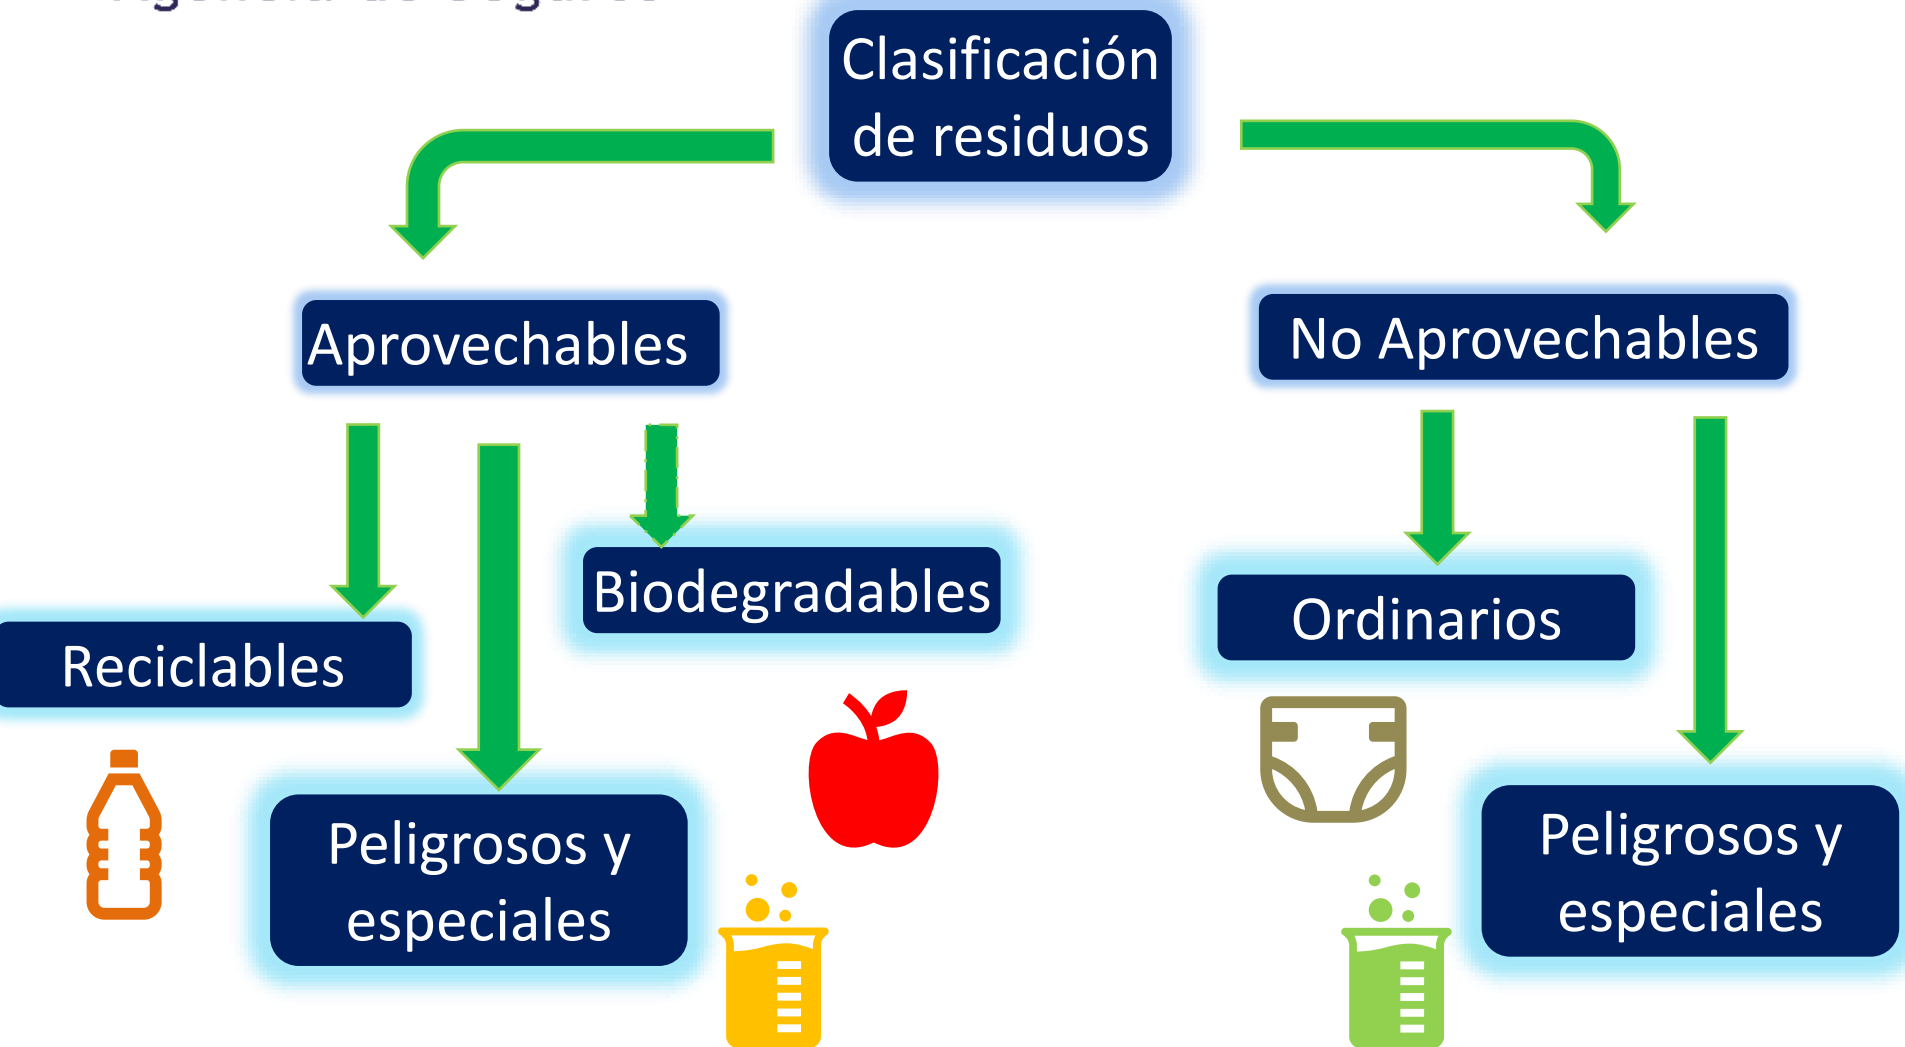 Clasificación
de residuos
Aprovechables
No Aprovechables
Biodegradables
Ordinarios
Reciclables
Peligrosos y
especiales
Peligrosos y
especiales